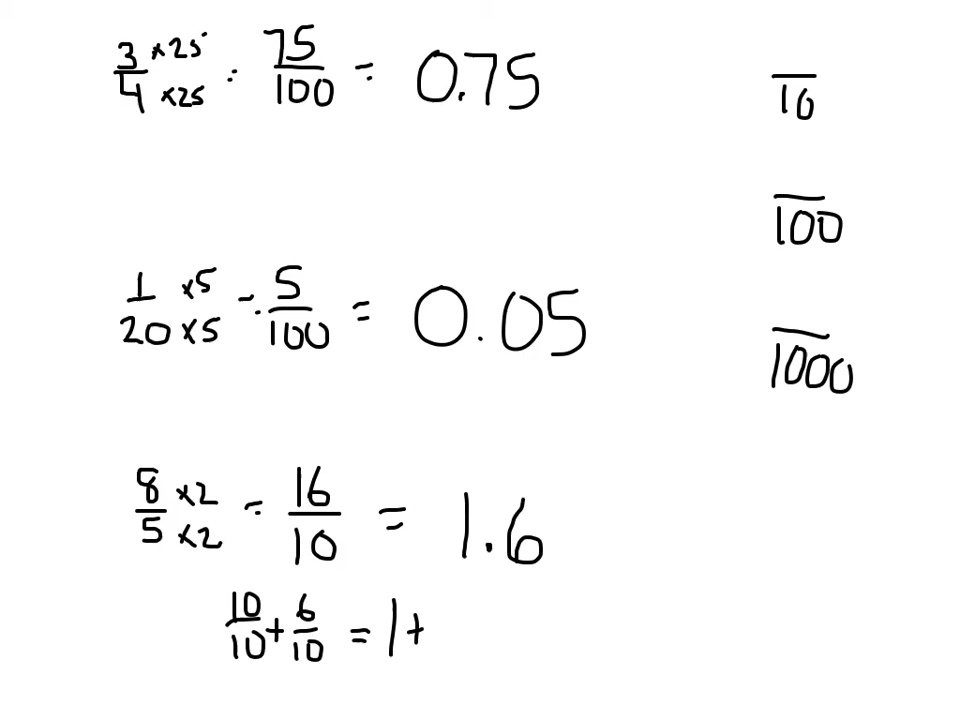 3/4 ×25/×25 = 75/100 = 0.75
1/20 ×5/×5 = 5/100 = 0.05
8/5 ×2/×2 = 16/10 = 1.6
10/10 + 6/10 = 1 +
/10
/100
/1000